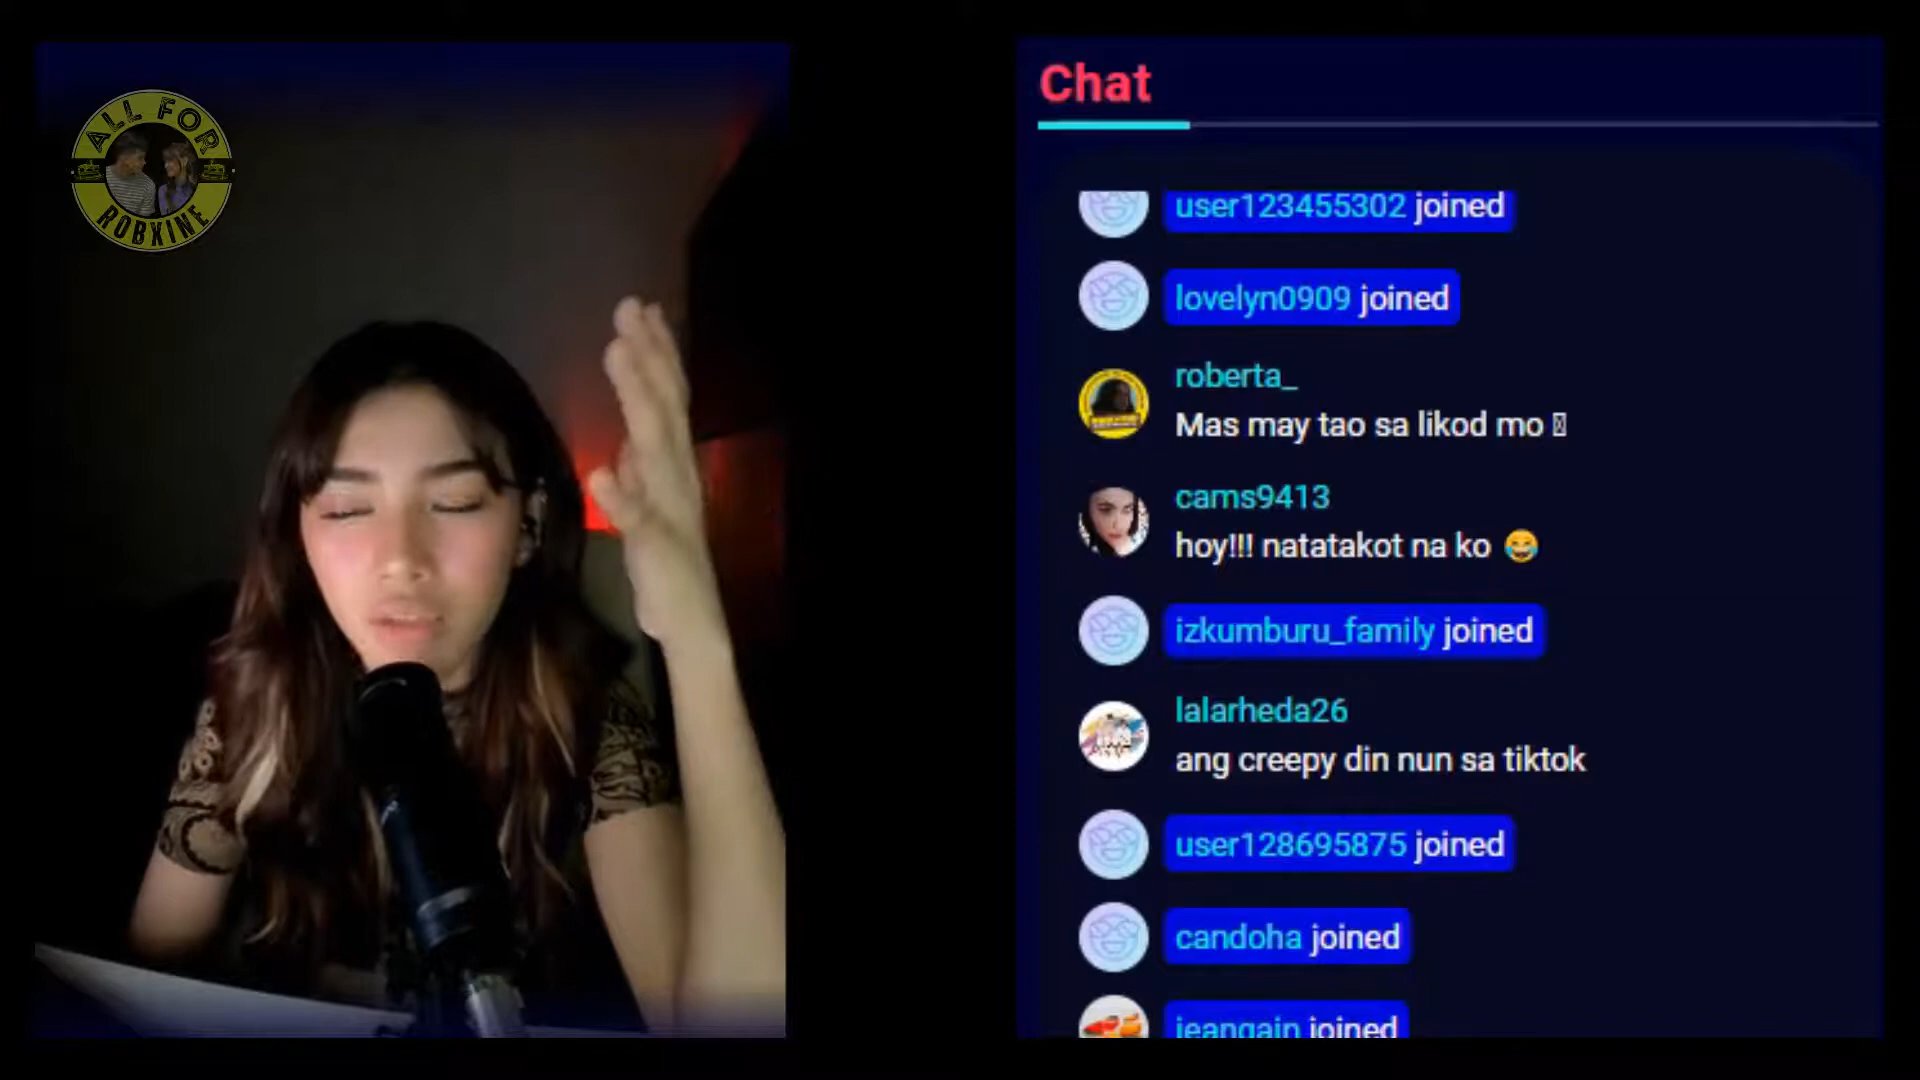 ALL FOR
ROBXINE
Chat
user123455302 joined
lovelyn0909 joined
roberta_
Mas may tao sa likod mo
cams9413
hoy!!! natatakot na ko 😂
izkumburu_family joined
lalarheda26
ang creepy din nun sa tiktok
user128695875 joined
candoha joined
jeangain joined